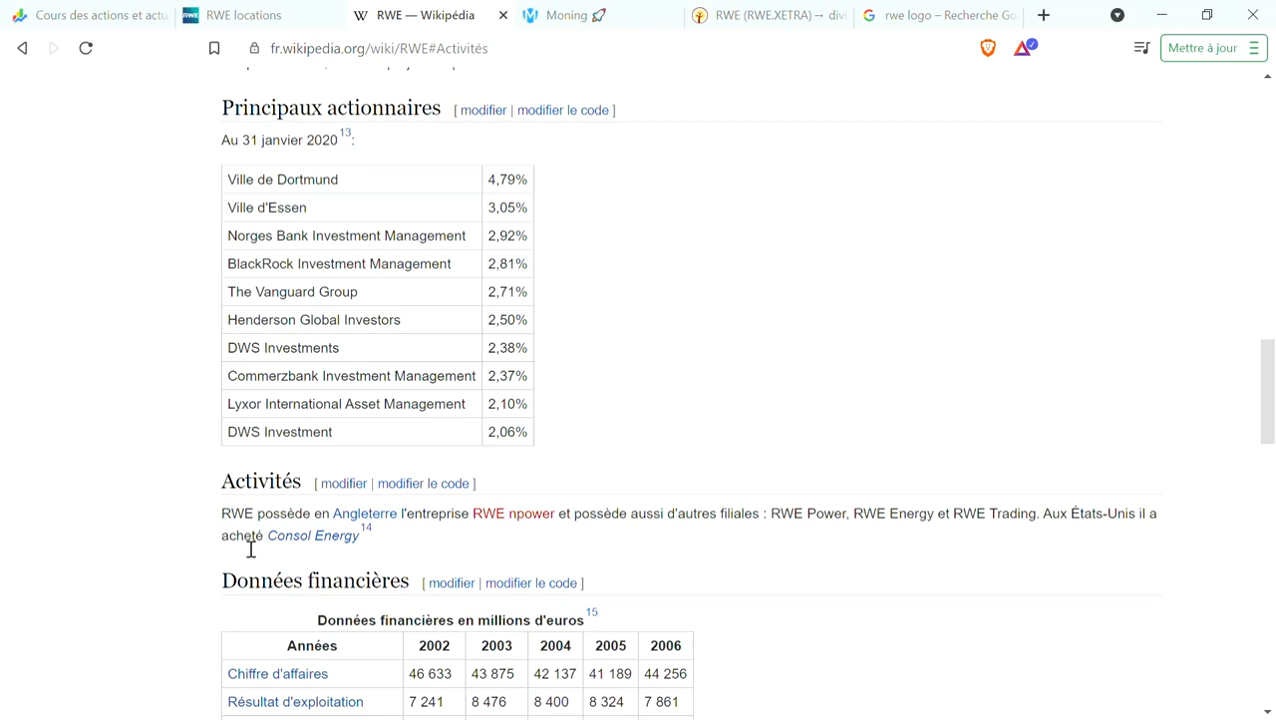 Cours des actions et actu
RWE locations
RWE — Wikipédia
Moning
RWE (RWE.XETRA) → divi
rwe logo – Recherche Goo
fr.wikipedia.org/wiki/RWE#Activités
Mettre à jour
Principaux actionnaires [ modifier | modifier le code ]
Au 31 janvier 2020 13:
Ville de Dortmund 4,79%
Ville d'Essen 3,05%
Norges Bank Investment Management 2,92%
BlackRock Investment Management 2,81%
The Vanguard Group 2,71%
Henderson Global Investors 2,50%
DWS Investments 2,38%
Commerzbank Investment Management 2,37%
Lyxor International Asset Management 2,10%
DWS Investment 2,06%
Activités [ modifier | modifier le code ]
RWE possède en Angleterre l'entreprise RWE npower et possède aussi d'autres filiales : RWE Power, RWE Energy et RWE Trading. Aux États-Unis il a
acheté Consol Energy 14
Données financières [ modifier | modifier le code ]
Données financières en millions d'euros 15
Années 2002 2003 2004 2005 2006
Chiffre d'affaires 46 633 43 875 42 137 41 189 44 256
Résultat d'exploitation 7 241 8 476 8 400 8 324 7 861